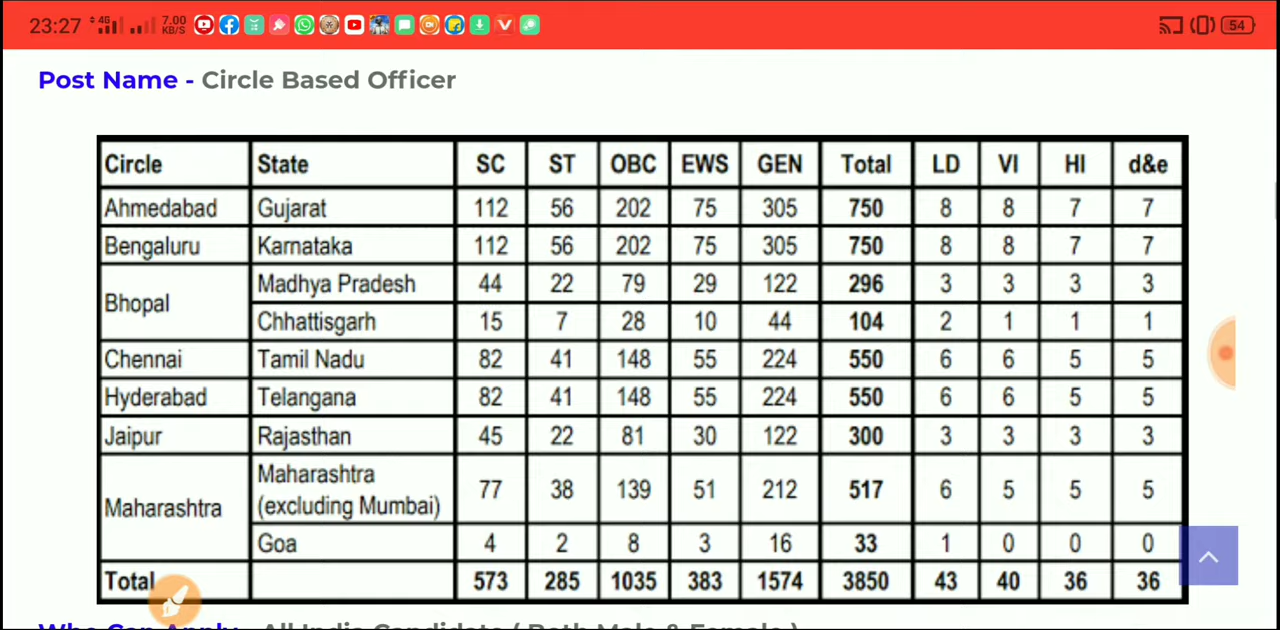 23:27 4G 7.00 KB/S 54
Post Name - Circle Based Officer
Circle State SC ST OBC EWS GEN Total LD VI HI d&e
Ahmedabad Gujarat 112 56 202 75 305 750 8 8 7 7
Bengaluru Karnataka 112 56 202 75 305 750 8 8 7 7
Bhopal Madhya Pradesh 44 22 79 29 122 296 3 3 3 3
Chhattisgarh 15 7 28 10 44 104 2 1 1 1
Chennai Tamil Nadu 82 41 148 55 224 550 6 6 5 5
Hyderabad Telangana 82 41 148 55 224 550 6 6 5 5
Jaipur Rajasthan 45 22 81 30 122 300 3 3 3 3
Maharashtra Maharashtra
(excluding Mumbai) 77 38 139 51 212 517 6 5 5 5
Goa 4 2 8 3 16 33 1 0 0 0
Total 573 285 1035 383 1574 3850 43 40 36 36
Who Can Apply - All India Candidate ( Both Male & Female )